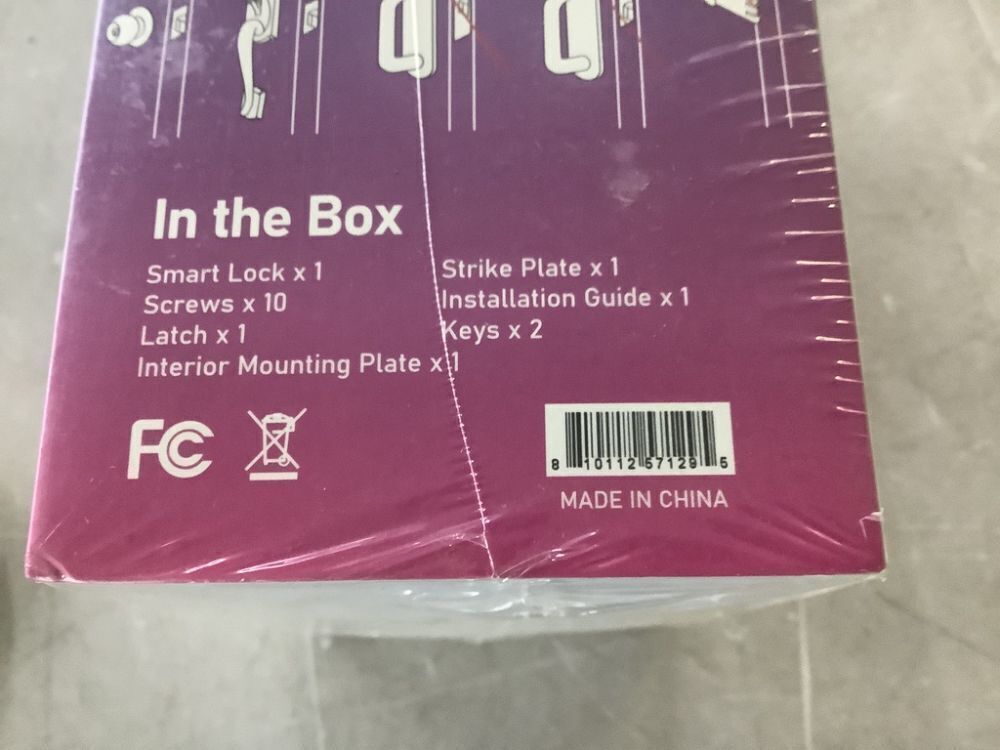 In the Box
Smart Lock x 1
Screws x 10
Latch x 1
Interior Mounting Plate x 1
Strike Plate x 1
Installation Guide x 1
Keys x 2
FC
8 10112 57129 5
MADE IN CHINA